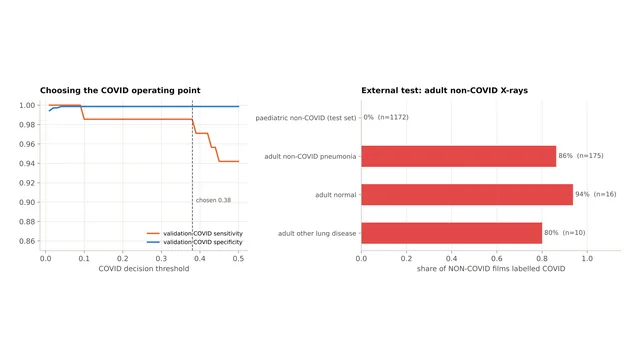 Choosing the COVID operating point
1.00
0.98
0.96
0.94
0.92
0.90
0.88
0.86
chosen 0.38
validation COVID sensitivity
validation COVID specificity
0.0 0.1 0.2 0.3 0.4 0.5
COVID decision threshold
External test: adult non-COVID X-rays
paediatric non-COVID (test set) 0% (n=1172)
adult non-COVID pneumonia 86% (n=175)
adult normal 94% (n=16)
adult other lung disease 80% (n=10)
0.0 0.2 0.4 0.6 0.8 1.0
share of NON-COVID films labelled COVID